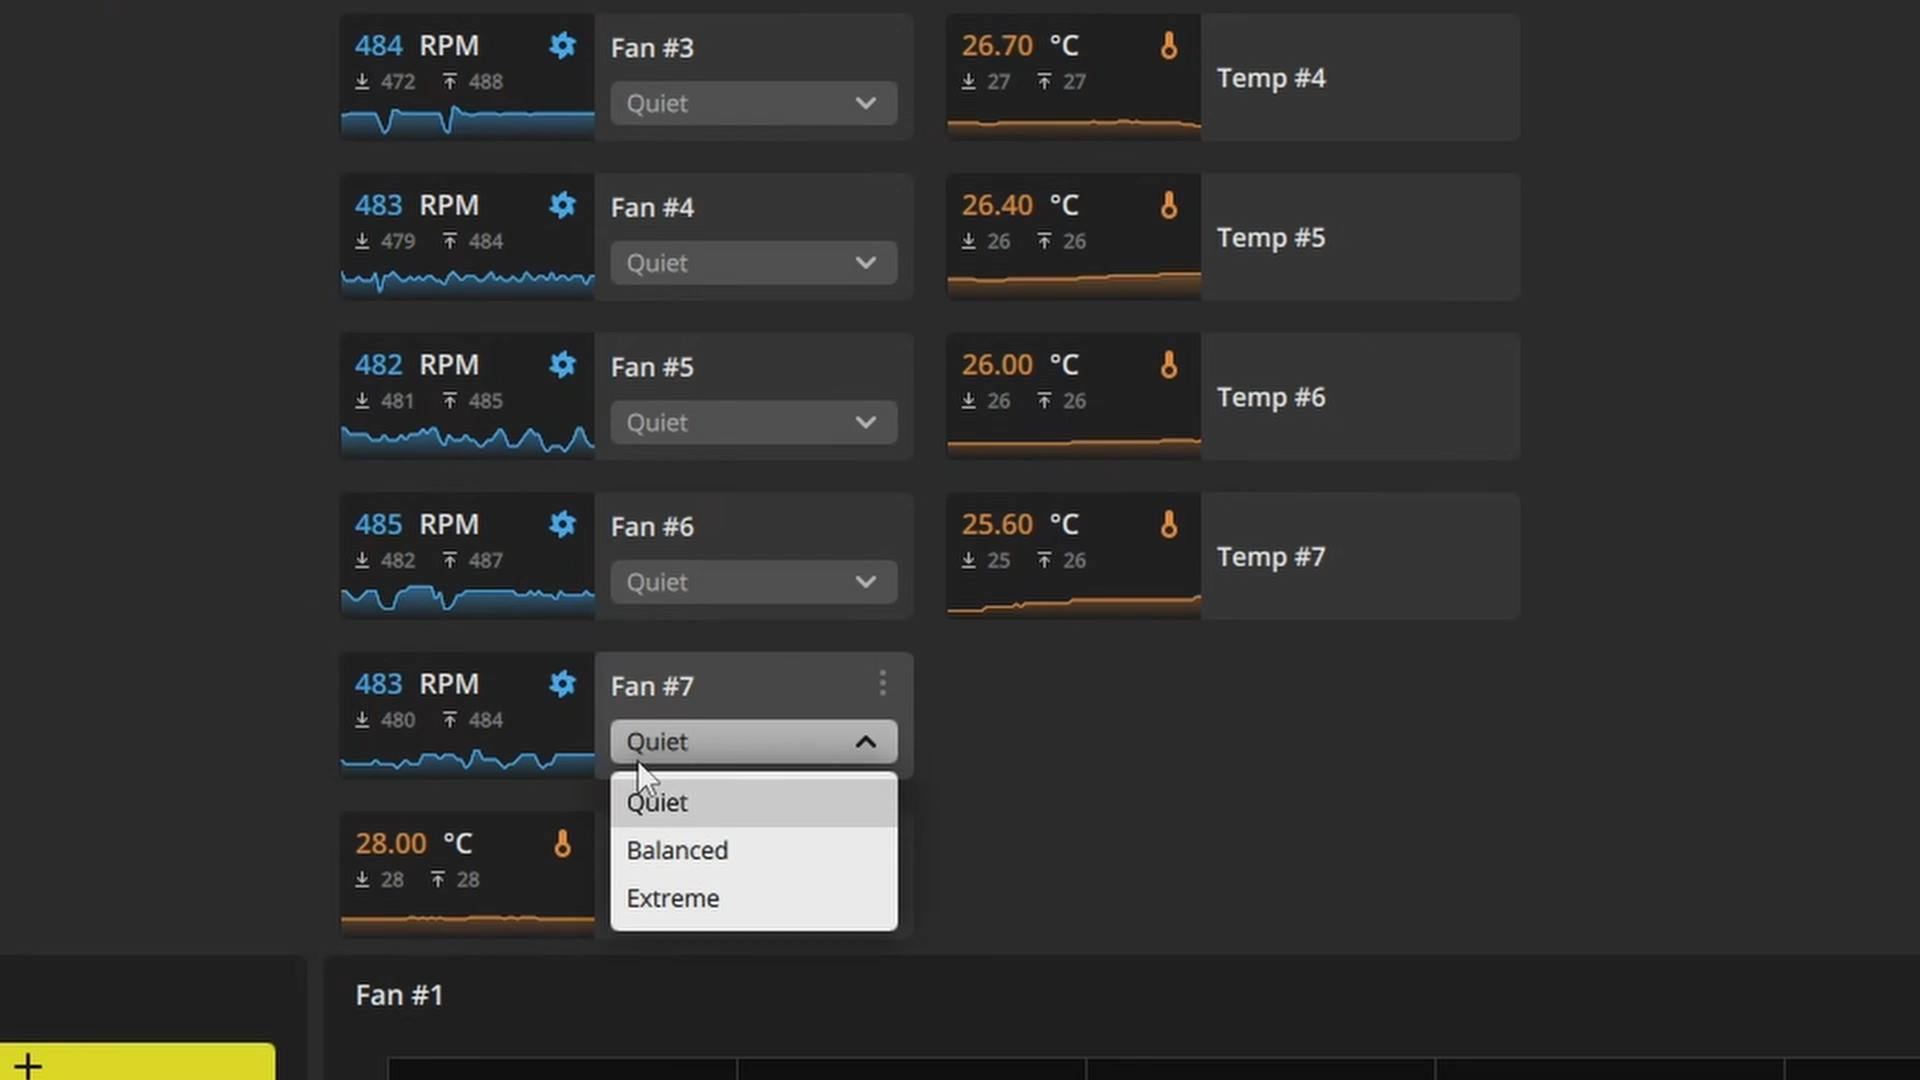 484 RPM
472 488
Fan #3
Quiet
26.70 °C
27 27
Temp #4
483 RPM
479 484
Fan #4
Quiet
26.40 °C
26 26
Temp #5
482 RPM
481 485
Fan #5
Quiet
26.00 °C
26 26
Temp #6
485 RPM
482 487
Fan #6
Quiet
25.60 °C
25 26
Temp #7
483 RPM
480 484
Fan #7
Quiet
Quiet
Balanced
Extreme
28.00 °C
28 28
Fan #1
+